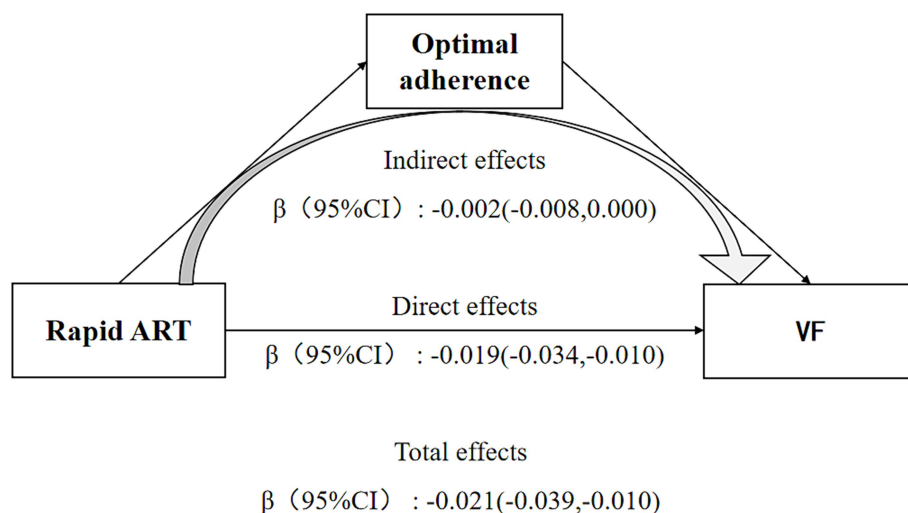 Optimal
adherence
Indirect effects
β（95%CI）: -0.002(-0.008,0.000)
Direct effects
Rapid ART
VF
β（95%CI） : -0.019(-0.034,-0.010)
Total effects
β（95%CI） : -0.021(-0.039,-0.010)